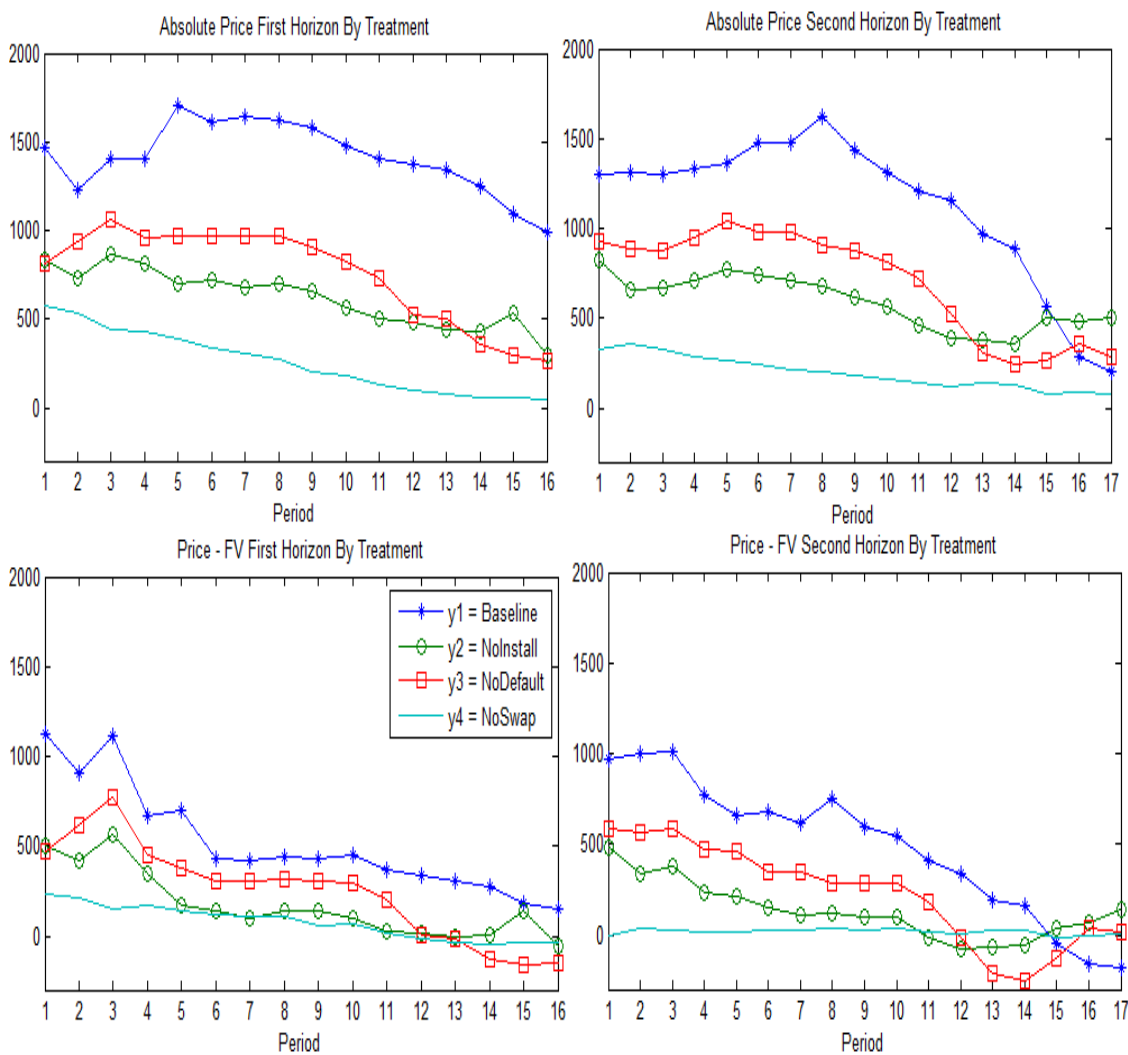 Absolute Price First Horizon By Treatment
2000
1500
1000
500
0
1 2 3 4 5 6 7 8 9 10 11 12 13 14 15 16
Period
Absolute Price Second Horizon By Treatment
2000
1500
1000
500
0
1 2 3 4 5 6 7 8 9 10 11 12 13 14 15 16 17
Period
Price - FV First Horizon By Treatment
2000
1500
1000
500
0
y1 = Baseline
y2 = NoInstall
y3 = NoDefault
y4 = NoSwap
1 2 3 4 5 6 7 8 9 10 11 12 13 14 15 16
Period
Price - FV Second Horizon By Treatment
2000
1500
1000
500
0
1 2 3 4 5 6 7 8 9 10 11 12 13 14 15 16 17
Period